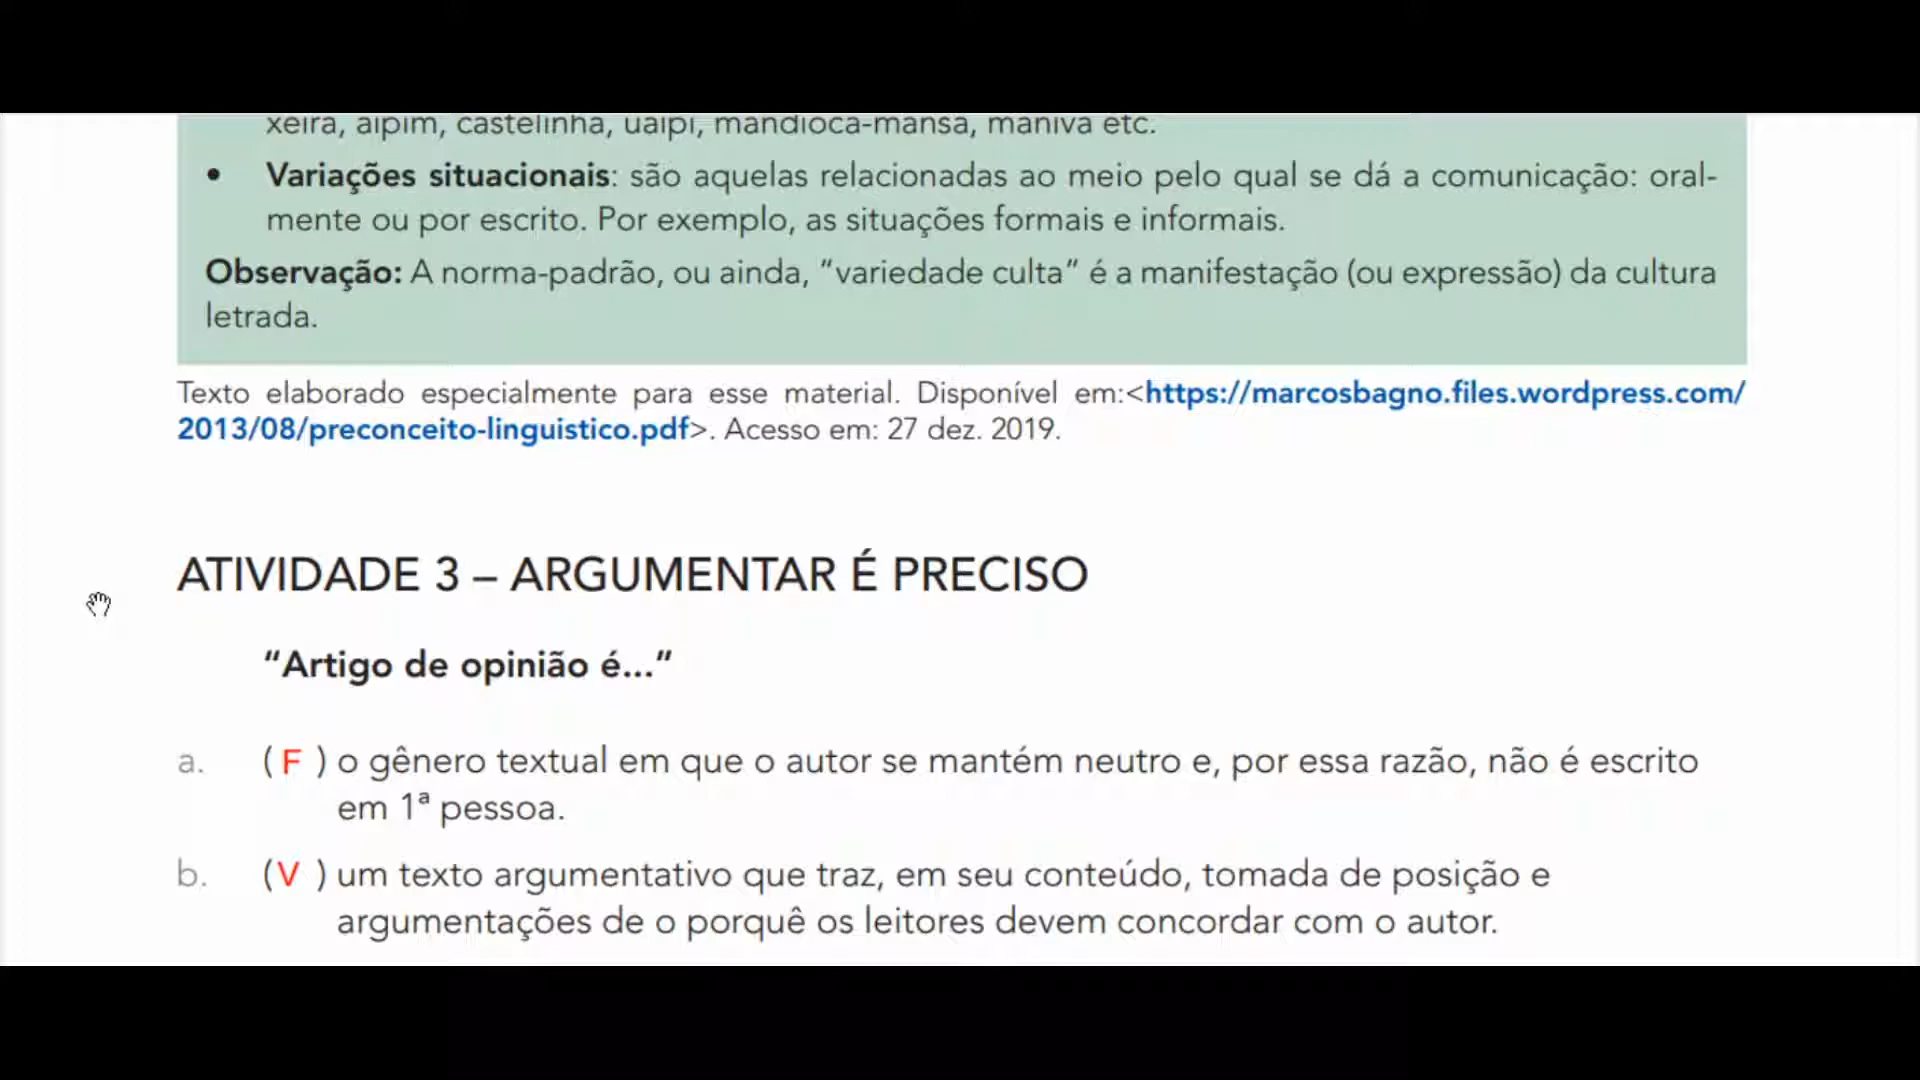 xeira, aipim, castelinha, uaipi, mandioca-mansa, maniva etc.
• Variações situacionais: são aquelas relacionadas ao meio pelo qual se dá a comunicação: oral-
mente ou por escrito. Por exemplo, as situações formais e informais.
Observação: A norma-padrão, ou ainda, “variedade culta” é a manifestação (ou expressão) da cultura
letrada.
Texto elaborado especialmente para esse material. Disponível em:<https://marcosbagno.files.wordpress.com/
2013/08/preconceito-linguistico.pdf>. Acesso em: 27 dez. 2019.
ATIVIDADE 3 – ARGUMENTAR É PRECISO
“Artigo de opinião é...”
a. ( F ) o gênero textual em que o autor se mantém neutro e, por essa razão, não é escrito
em 1ª pessoa.
b. ( V ) um texto argumentativo que traz, em seu conteúdo, tomada de posição e
argumentações de o porquê os leitores devem concordar com o autor.